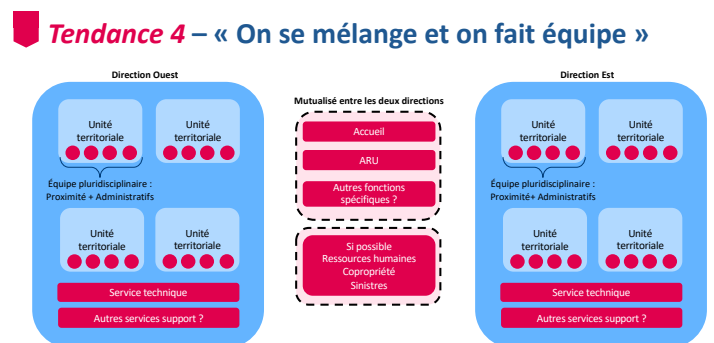 Tendance 4 – « On se mélange et on fait équipe »
Direction Ouest
Unité
territoriale
Unité
territoriale
Équipe pluridisciplinaire :
Proximité + Administratifs
Unité
territoriale
Unité
territoriale
Service technique
Autres services support ?
Mutualisé entre les deux directions
Accueil
ARU
Autres fonctions
spécifiques ?
Si possible
Ressources humaines
Copropriété
Sinistres
Direction Est
Unité
territoriale
Unité
territoriale
Équipe pluridisciplinaire :
Proximité+ Administratifs
Unité
territoriale
Unité
territoriale
Service technique
Autres services support ?